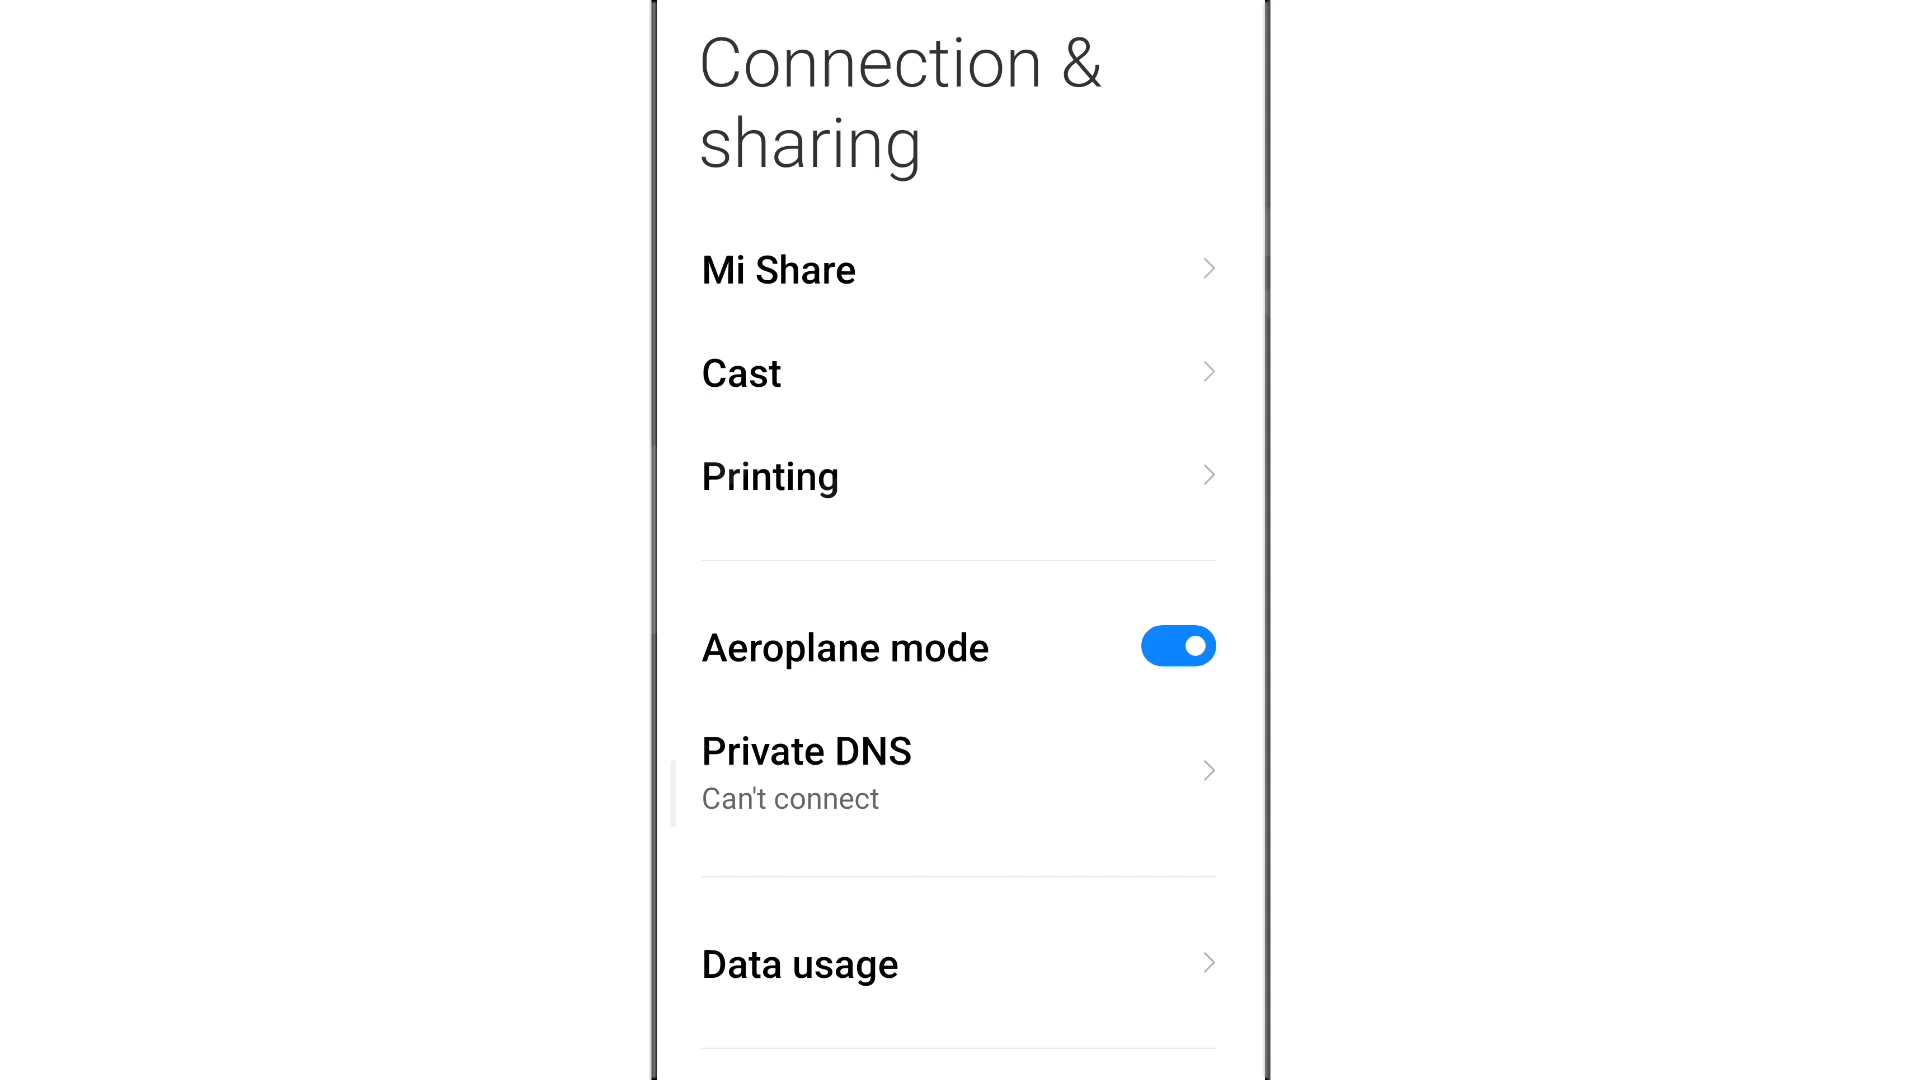 Connection &
sharing
Mi Share
Cast
Printing
Aeroplane mode
Private DNS
Can't connect
Data usage